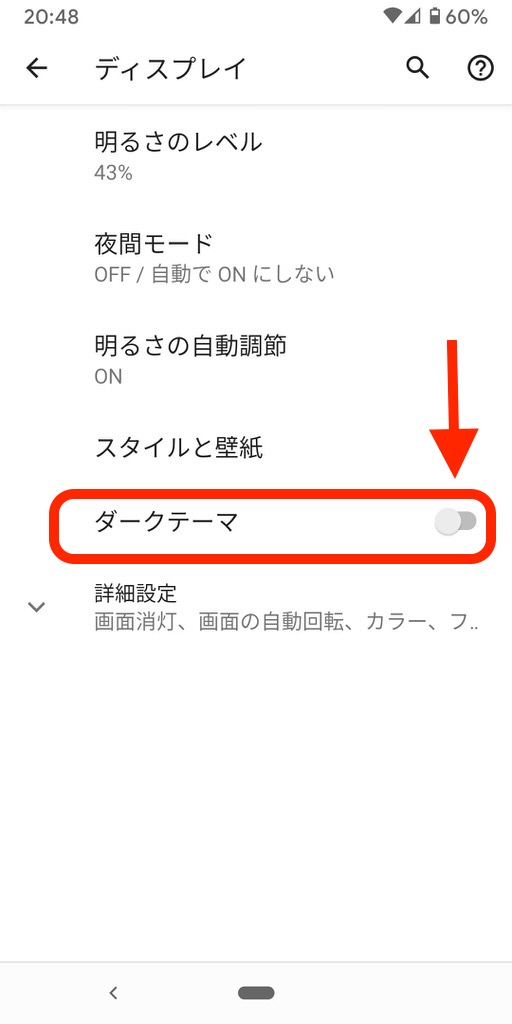 20:48
60%
ディスプレイ
明るさのレベル
43%
夜間モード
OFF / 自動で ON にしない
明るさの自動調節
ON
スタイルと壁紙
ダークテーマ
詳細設定
画面消灯、画面の自動回転、カラー、フ..